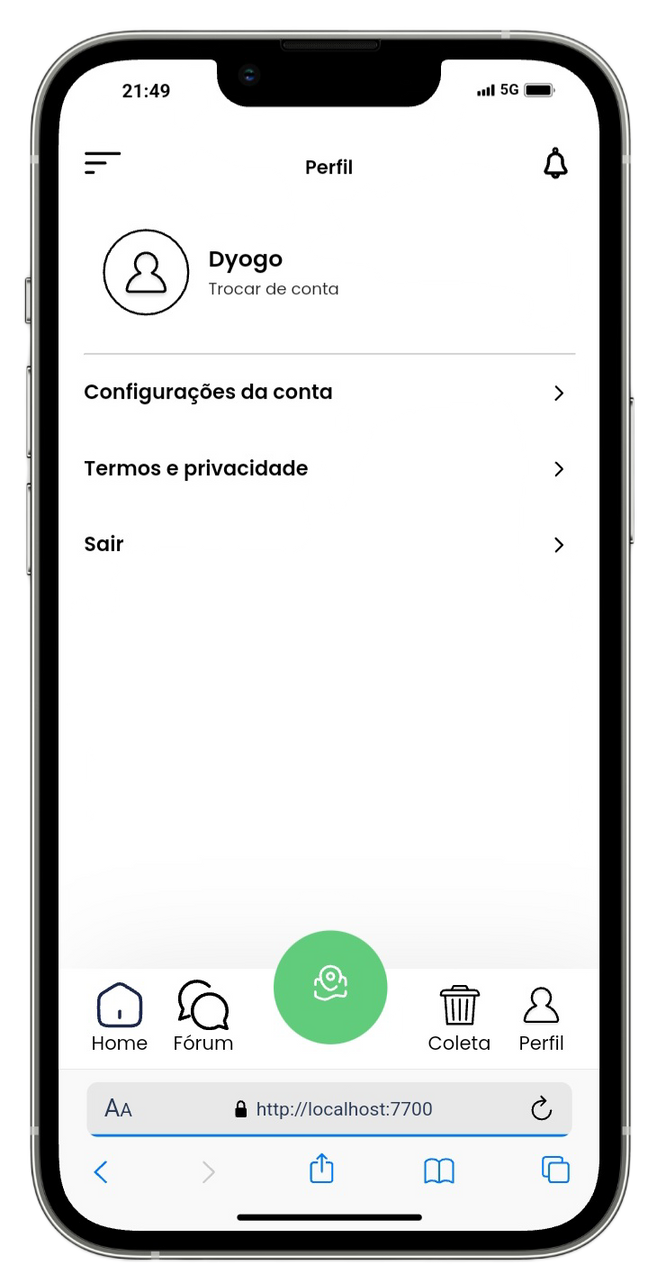 21:49
5G
Perfil
Dyogo
Trocar de conta
Configurações da conta
Termos e privacidade
Sair
Home Fórum Coleta Perfil
AA http://localhost:7700